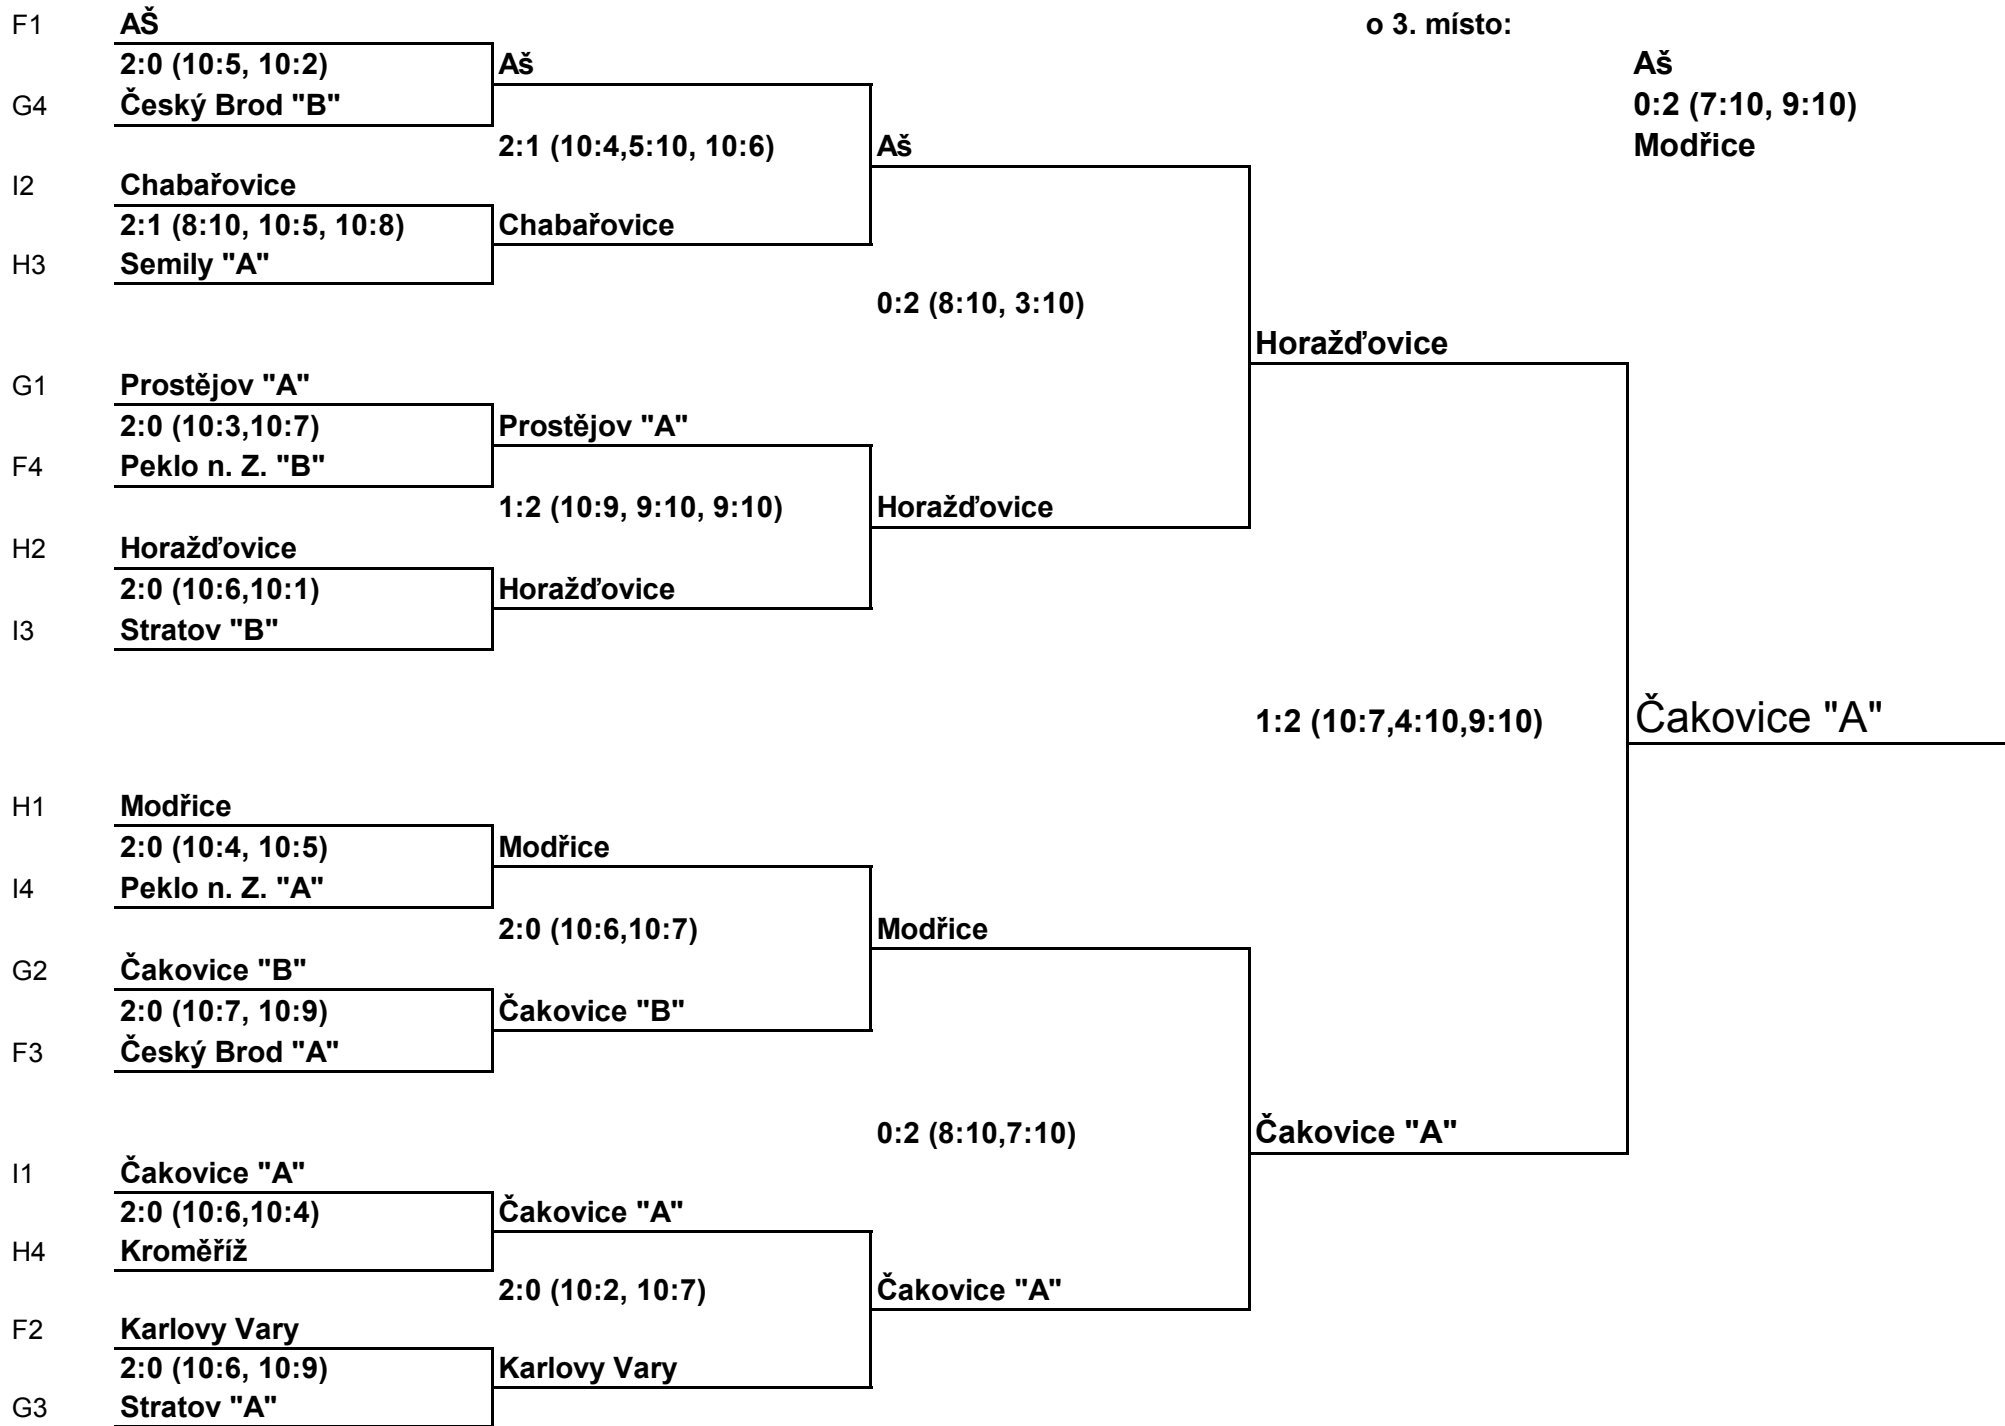 F1 AŠ o 3. místo:
2:0 (10:5, 10:2) Aš Aš
G4 Český Brod "B" 0:2 (7:10, 9:10)
2:1 (10:4,5:10, 10:6) Aš Modřice
I2 Chabařovice
2:1 (8:10, 10:5, 10:8) Chabařovice
H3 Semily "A"
0:2 (8:10, 3:10)
Horažďovice
G1 Prostějov "A"
2:0 (10:3,10:7) Prostějov "A"
F4 Peklo n. Z. "B"
1:2 (10:9, 9:10, 9:10) Horažďovice
H2 Horažďovice
2:0 (10:6,10:1) Horažďovice
I3 Stratov "B"
1:2 (10:7,4:10,9:10) Čakovice "A"
H1 Modřice
2:0 (10:4, 10:5) Modřice
I4 Peklo n. Z. "A"
2:0 (10:6,10:7) Modřice
G2 Čakovice "B"
2:0 (10:7, 10:9) Čakovice "B"
F3 Český Brod "A"
0:2 (8:10,7:10) Čakovice "A"
I1 Čakovice "A"
2:0 (10:6,10:4) Čakovice "A"
H4 Kroměříž
2:0 (10:2, 10:7) Čakovice "A"
F2 Karlovy Vary
2:0 (10:6, 10:9) Karlovy Vary
G3 Stratov "A"